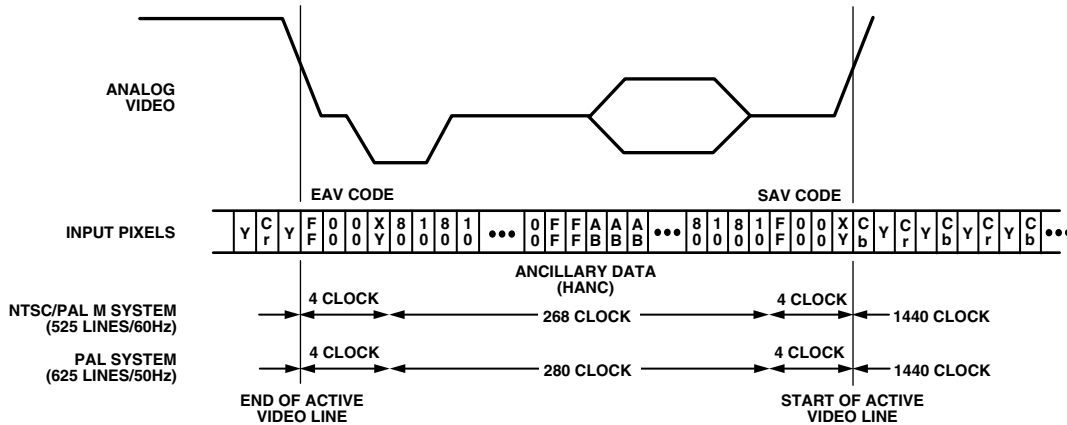 ANALOG
VIDEO
EAV CODE
SAV CODE
INPUT PIXELS
Y Cr Y FF 00 00 XY 80 10 80 10 ••• 00 FF FF AB AB AB ••• 80 10 80 10 FF 00 00 XY Cb Y Cr Y Cb Y Cr Y Cb •••
ANCILLARY DATA
(HANC)
NTSC/PAL M SYSTEM
(525 LINES/60Hz)
4 CLOCK
268 CLOCK
4 CLOCK
1440 CLOCK
PAL SYSTEM
(625 LINES/50Hz)
4 CLOCK
280 CLOCK
4 CLOCK
1440 CLOCK
END OF ACTIVE
VIDEO LINE
START OF ACTIVE
VIDEO LINE